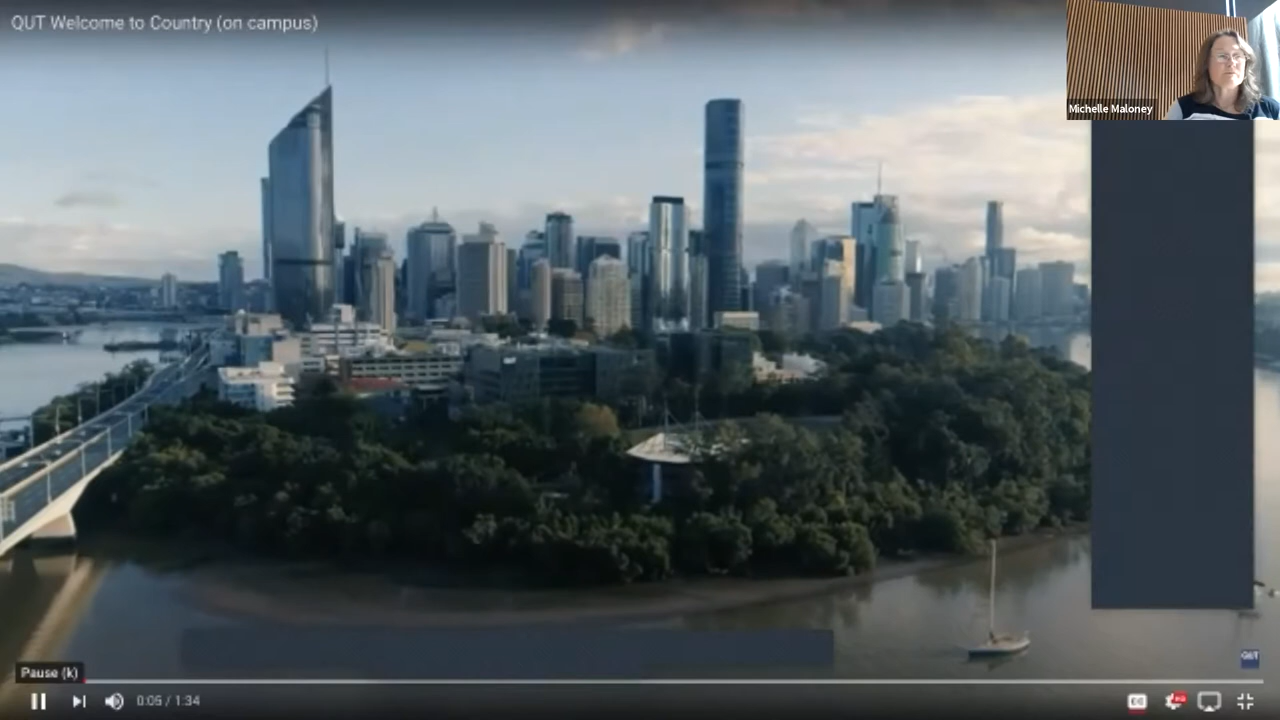 QUT Welcome to Country (on campus)
Michelle Maloney
Pause (k)
0:05 / 1:34
QUT